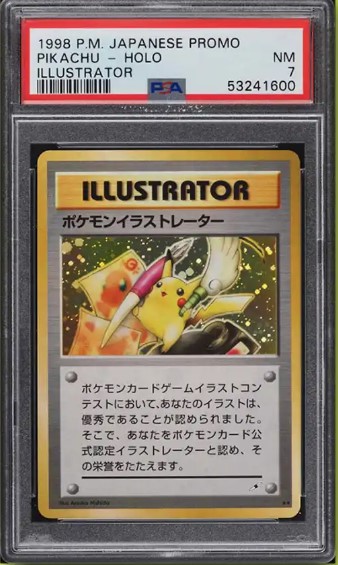 1998 P.M. JAPANESE PROMO
PIKACHU - HOLO
NM
ILLUSTRATOR
7
PSA
53241600
ILLUSTRATOR
ポケモンイラストレーター
ポケモンカードゲームイラストコン
テストにおいて、あなたのイラストは、
優秀であることが認められました。
そこで、あなたをポケモンカード公
式認定イラストレーターと認め、そ
の栄誉をたたえます。
Illus. Atsuko Nishida